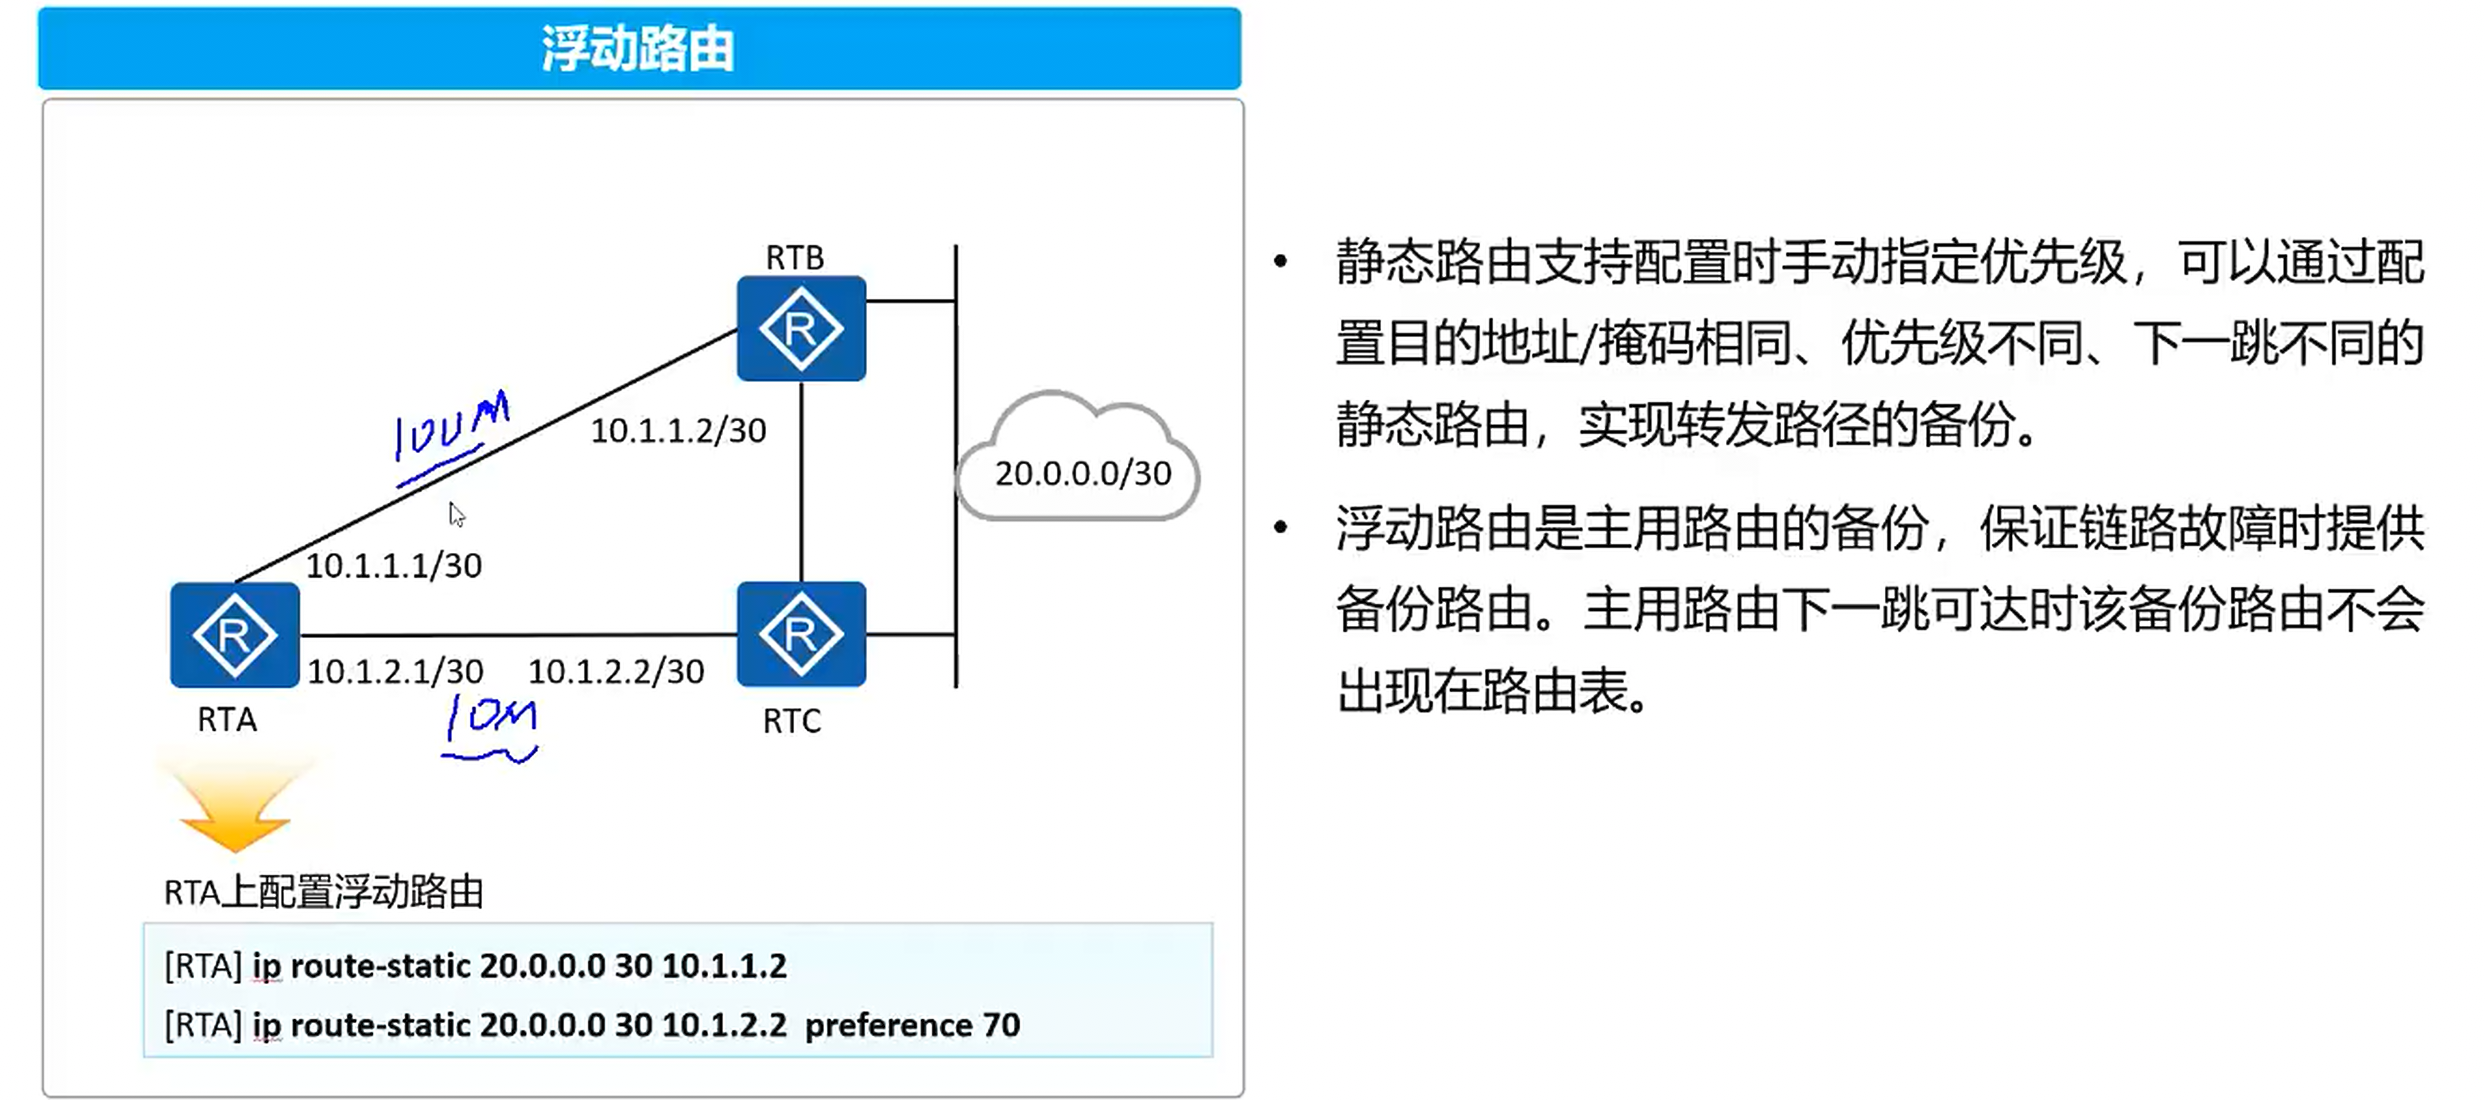 浮动路由
RTB
100M
10.1.1.2/30
20.0.0.0/30
10.1.1.1/30
10.1.2.1/30 10.1.2.2/30
RTA
10M
RTC
RTA上配置浮动路由
[RTA] ip route-static 20.0.0.0 30 10.1.1.2
[RTA] ip route-static 20.0.0.0 30 10.1.2.2 preference 70
R
R
R
• 静态路由支持配置时手动指定优先级，可以通过配
置目的地址/掩码相同、优先级不同、下一跳不同的
静态路由，实现转发路径的备份。
• 浮动路由是主用路由的备份，保证链路故障时提供
备份路由。主用路由下一跳可达时该备份路由不会
出现在路由表。